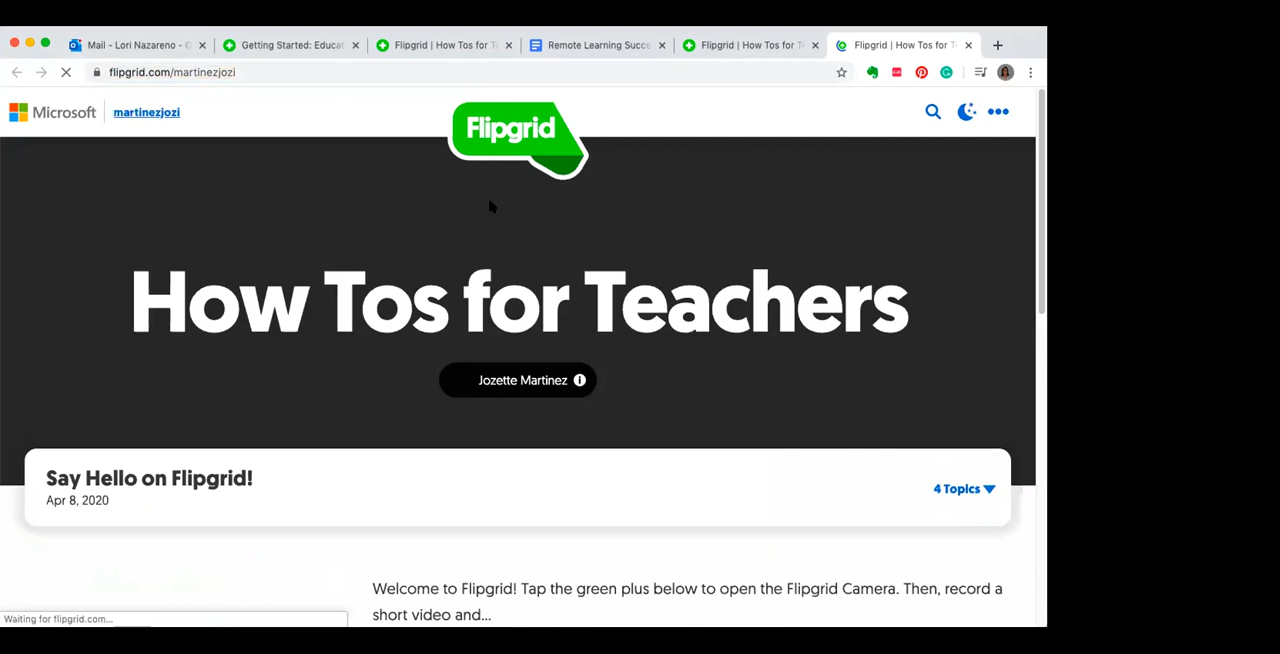 Mail - Lori Nazareno -
Getting Started: Educat
Flipgrid | How Tos for T
Remote Learning Succe
Flipgrid | How Tos for T
Flipgrid | How Tos for T
flipgrid.com/martinezjozi
Microsoft martinezjozi
Flipgrid
How Tos for Teachers
Jozette Martinez
Say Hello on Flipgrid!
Apr 8, 2020
4 Topics
Welcome to Flipgrid! Tap the green plus below to open the Flipgrid Camera. Then, record a
short video and...
Waiting for flipgrid.com...